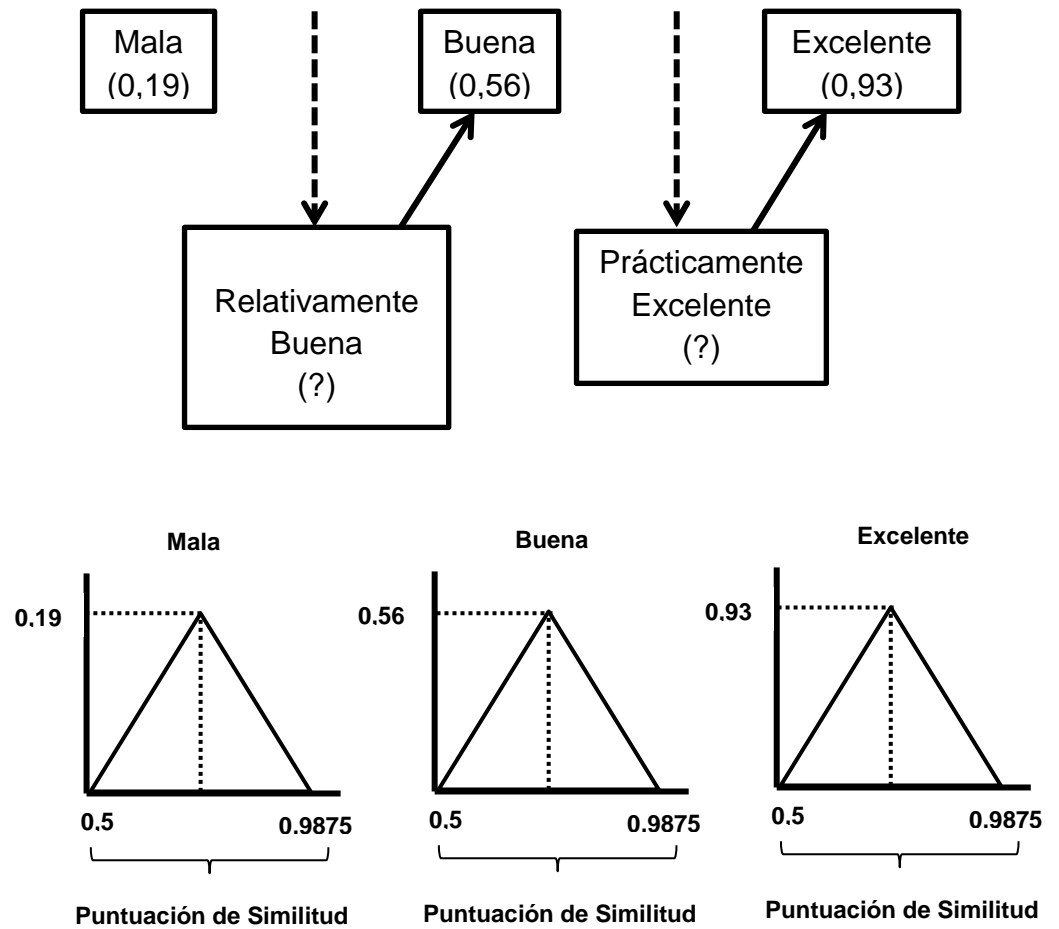 Mala
(0,19)
Buena
(0,56)
Excelente
(0,93)
Relativamente
Buena
(?)
Prácticamente
Excelente
(?)
Mala
0,19
0,5
0,9875
Puntuación de Similitud
Buena
0,56
0,5
0,9875
Puntuación de Similitud
Excelente
0,93
0,5
0,9875
Puntuación de Similitud